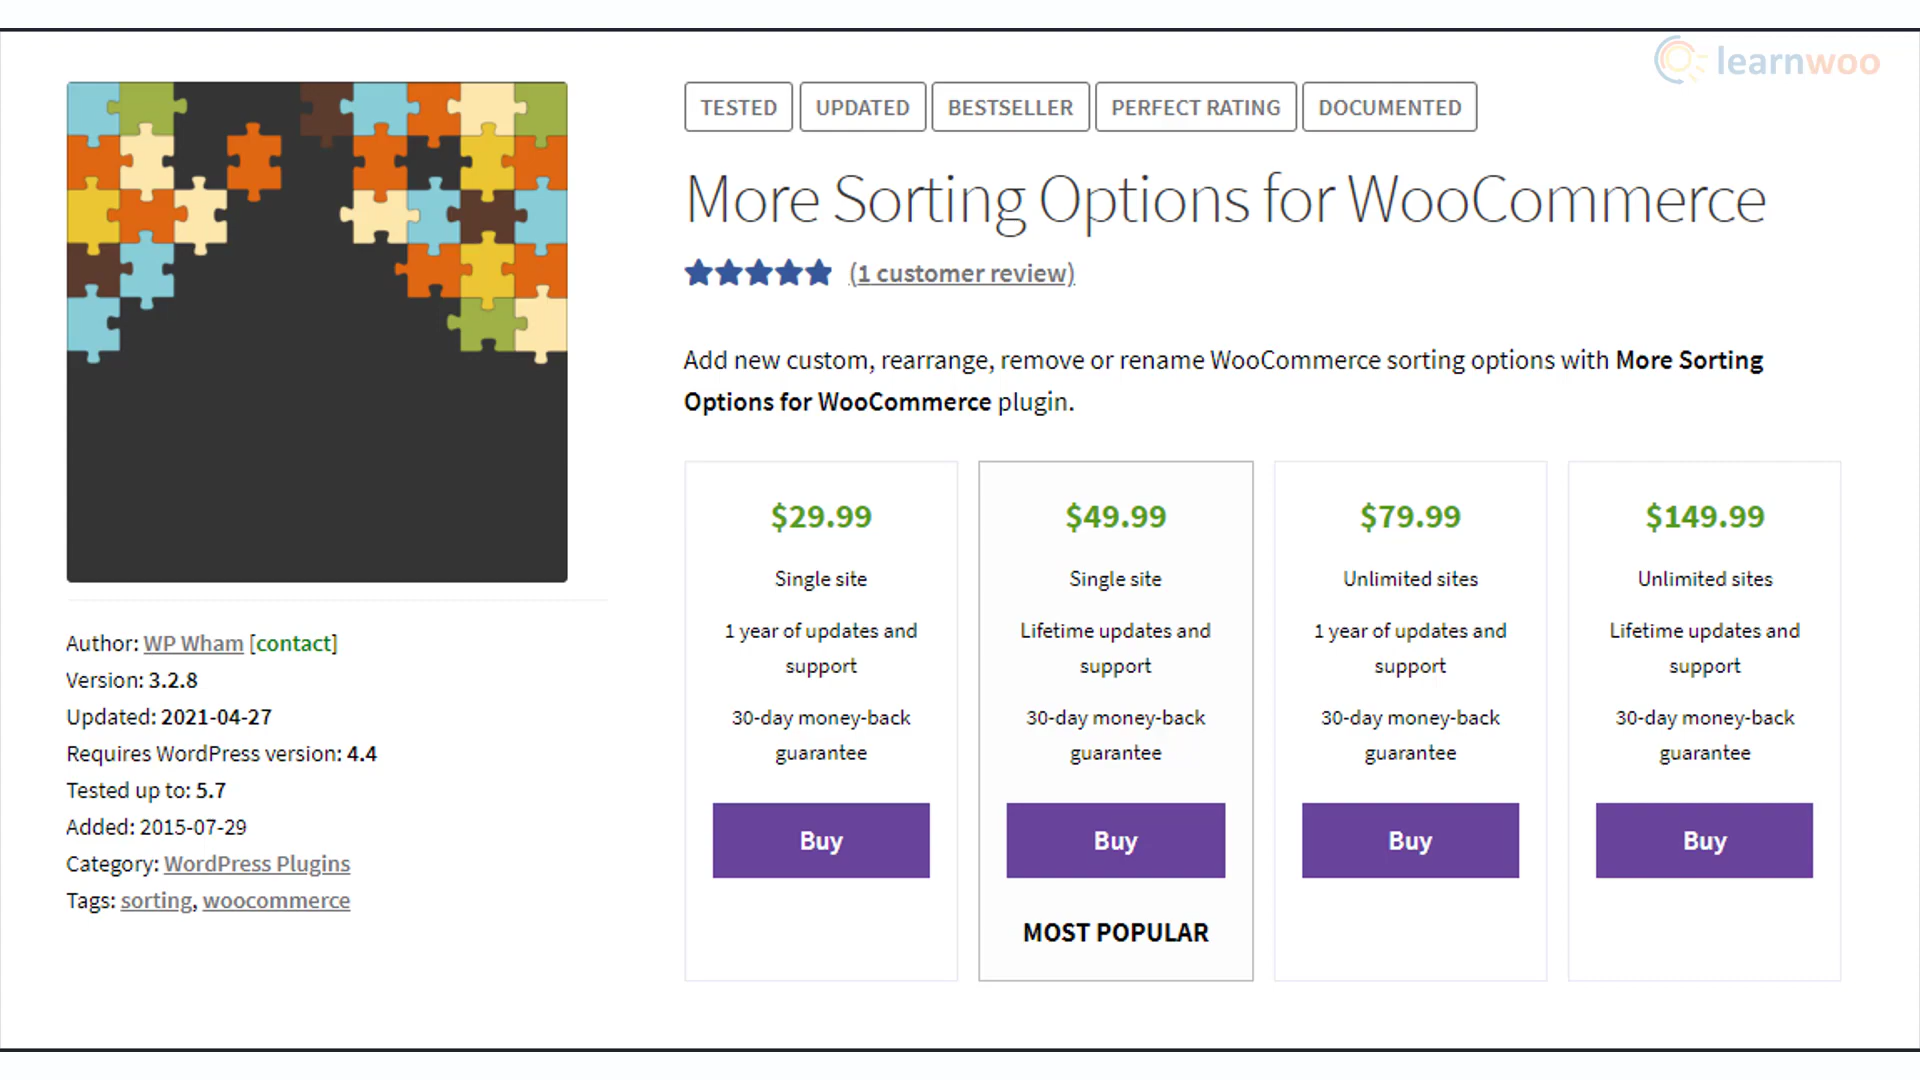 learnwoo
TESTED UPDATED BESTSELLER PERFECT RATING DOCUMENTED
More Sorting Options for WooCommerce
(1 customer review)
Add new custom, rearrange, remove or rename WooCommerce sorting options with More Sorting
Options for WooCommerce plugin.
$29.99
Single site
1 year of updates and
support
30-day money-back
guarantee
Buy
$49.99
Single site
Lifetime updates and
support
30-day money-back
guarantee
Buy
MOST POPULAR
$79.99
Unlimited sites
1 year of updates and
support
30-day money-back
guarantee
Buy
$149.99
Unlimited sites
Lifetime updates and
support
30-day money-back
guarantee
Buy
Author: WP Wham [contact]
Version: 3.2.8
Updated: 2021-04-27
Requires WordPress version: 4.4
Tested up to: 5.7
Added: 2015-07-29
Category: WordPress Plugins
Tags: sorting, woocommerce